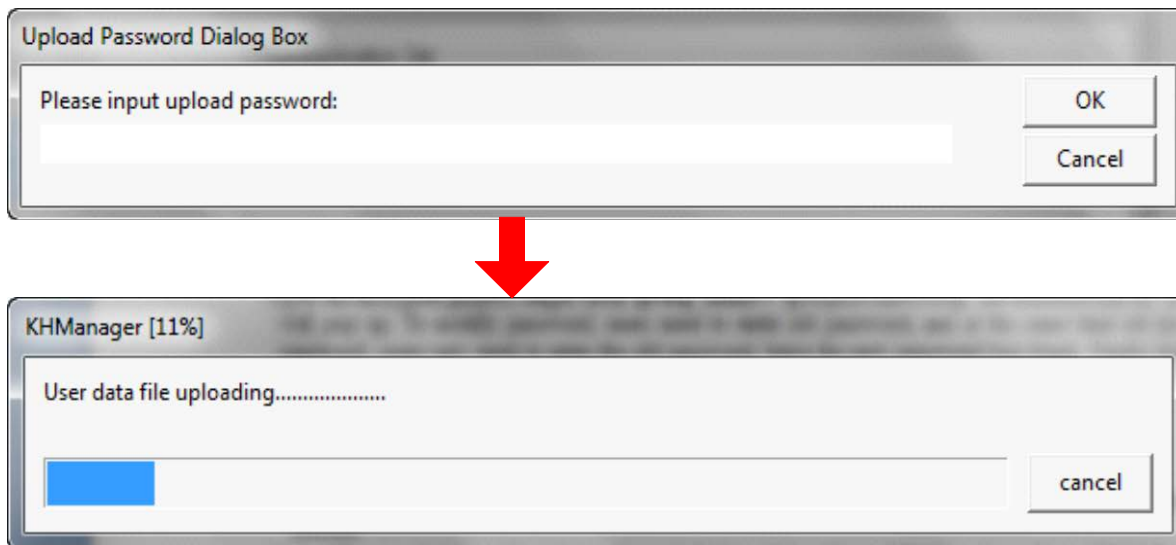 Upload Password Dialog Box
Please input upload password:
OK
Cancel
KHManager [11%]
User data file uploading....................
cancel